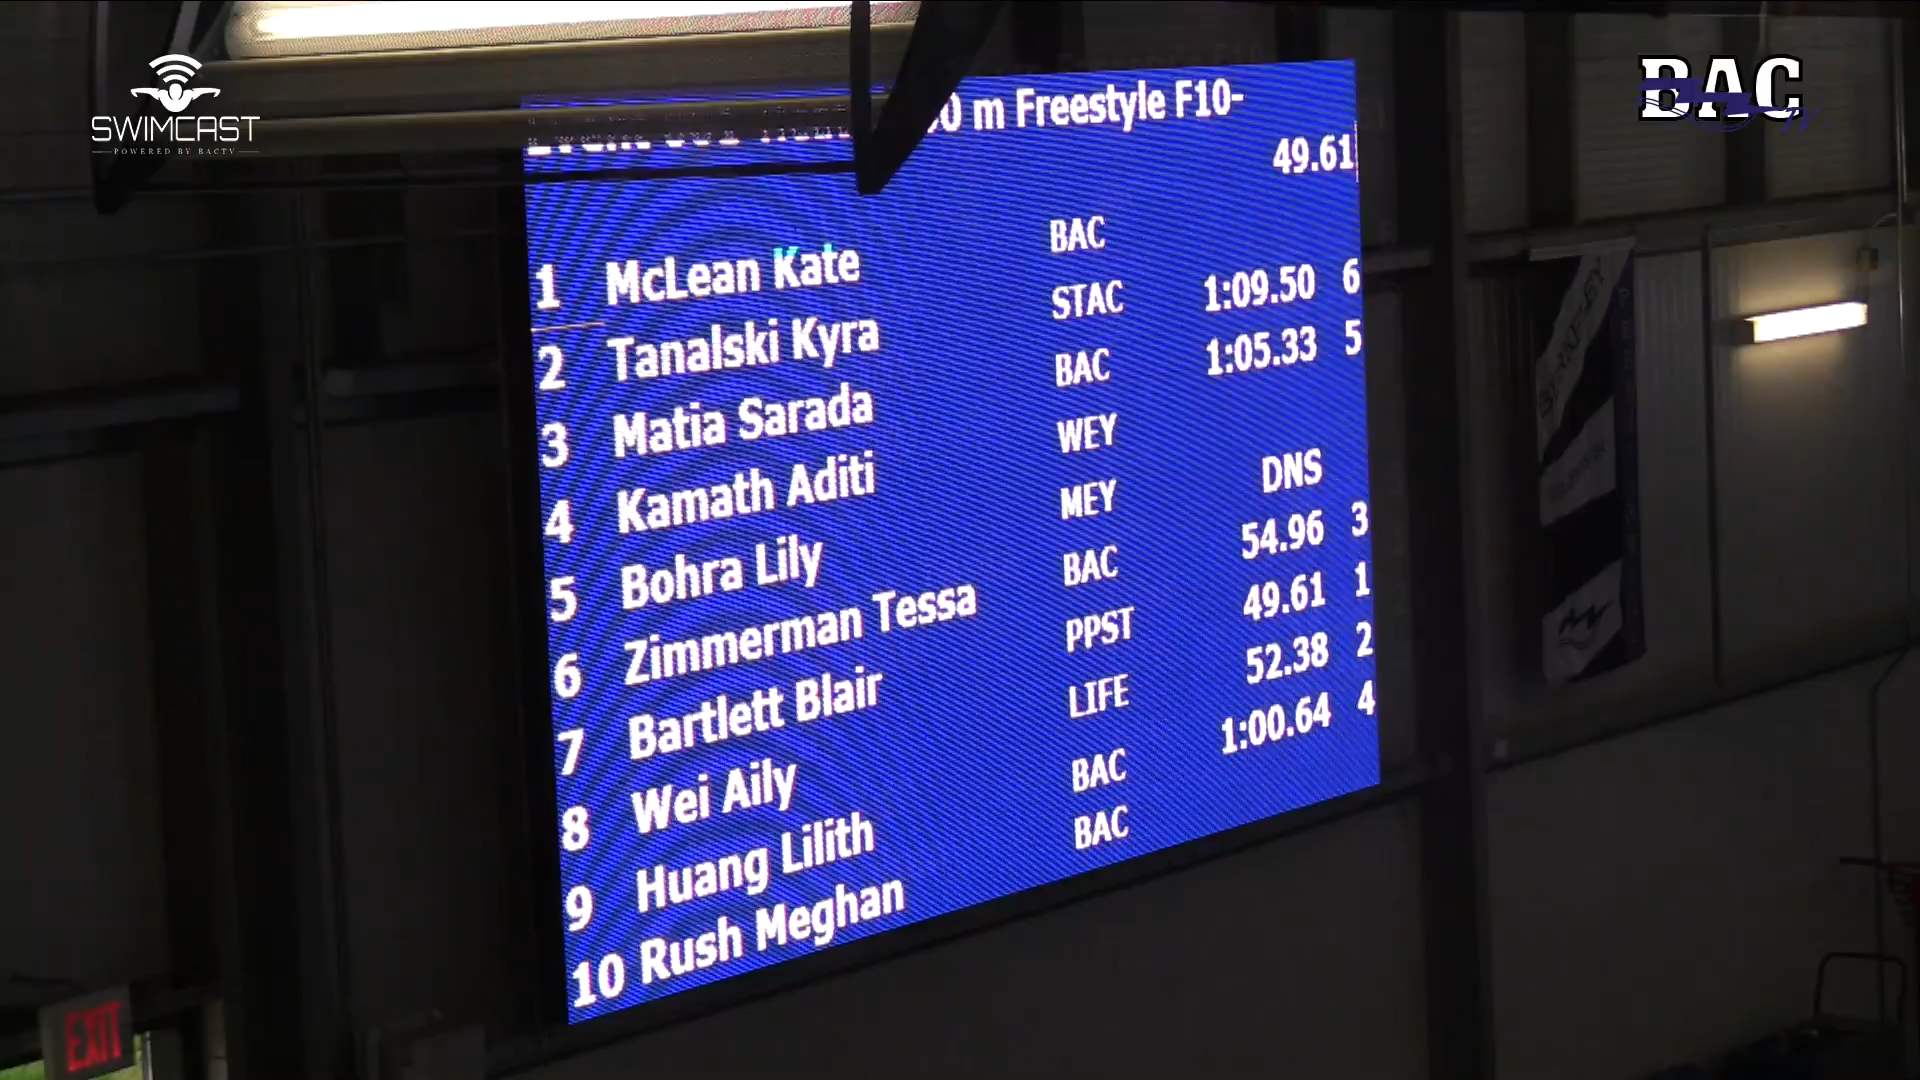 0 m Freestyle F10-
49.61
1 McLean Kate BAC
2 Tanalski Kyra STAC 1:09.50 6
3 Matia Sarada BAC 1:05.33 5
4 Kamath Aditi WEY
5 Bohra Lily MEY DNS
6 Zimmerman Tessa BAC 54.96 3
7 Bartlett Blair PPST 49.61 1
8 Wei Aily LIFE 52.38 2
9 Huang Lilith BAC 1:00.64 4
10 Rush Meghan BAC
SWIMCAST
POWERED BY BACTV
BAC
TV
EXIT